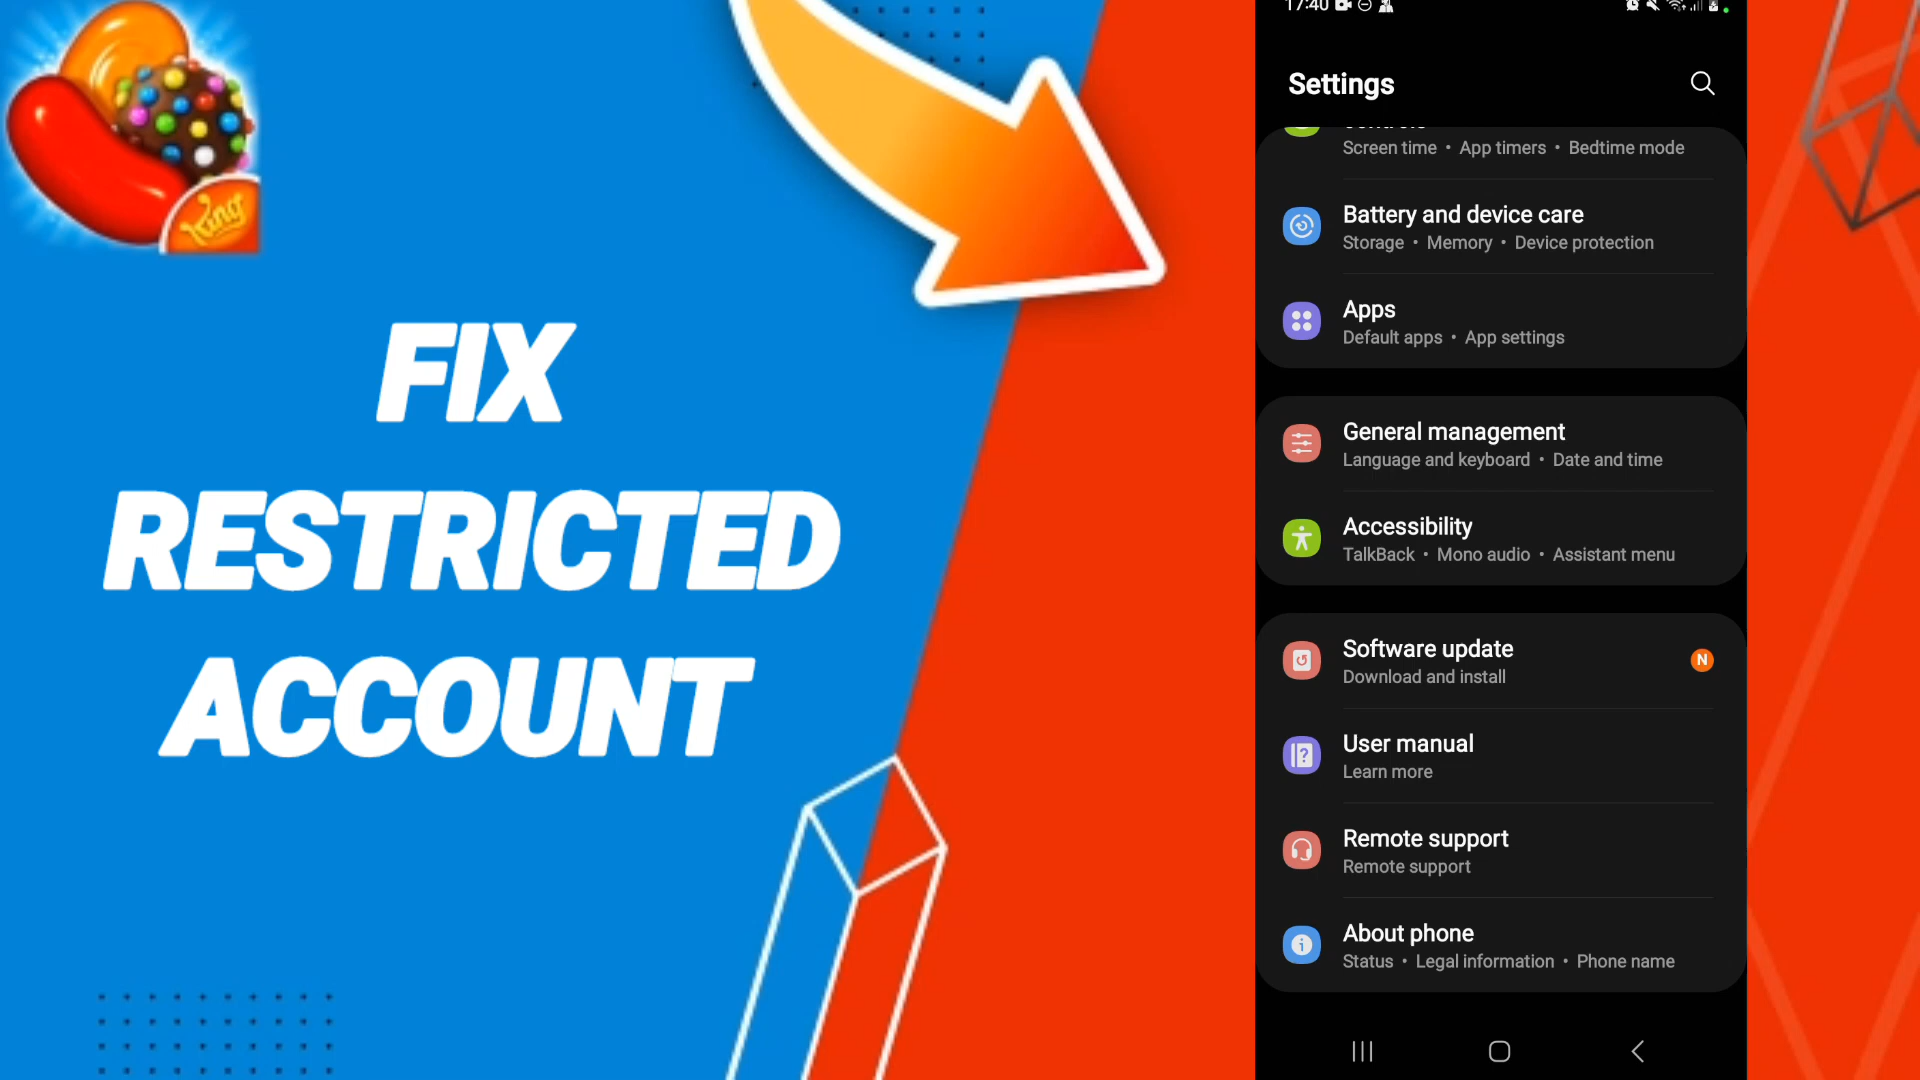 King
FIX
RESTRICTED
ACCOUNT
17:40
Settings
Screen time • App timers • Bedtime mode
Battery and device care
Storage • Memory • Device protection
Apps
Default apps • App settings
General management
Language and keyboard • Date and time
Accessibility
TalkBack • Mono audio • Assistant menu
Software update
N
Download and install
User manual
Learn more
Remote support
Remote support
About phone
Status • Legal information • Phone name